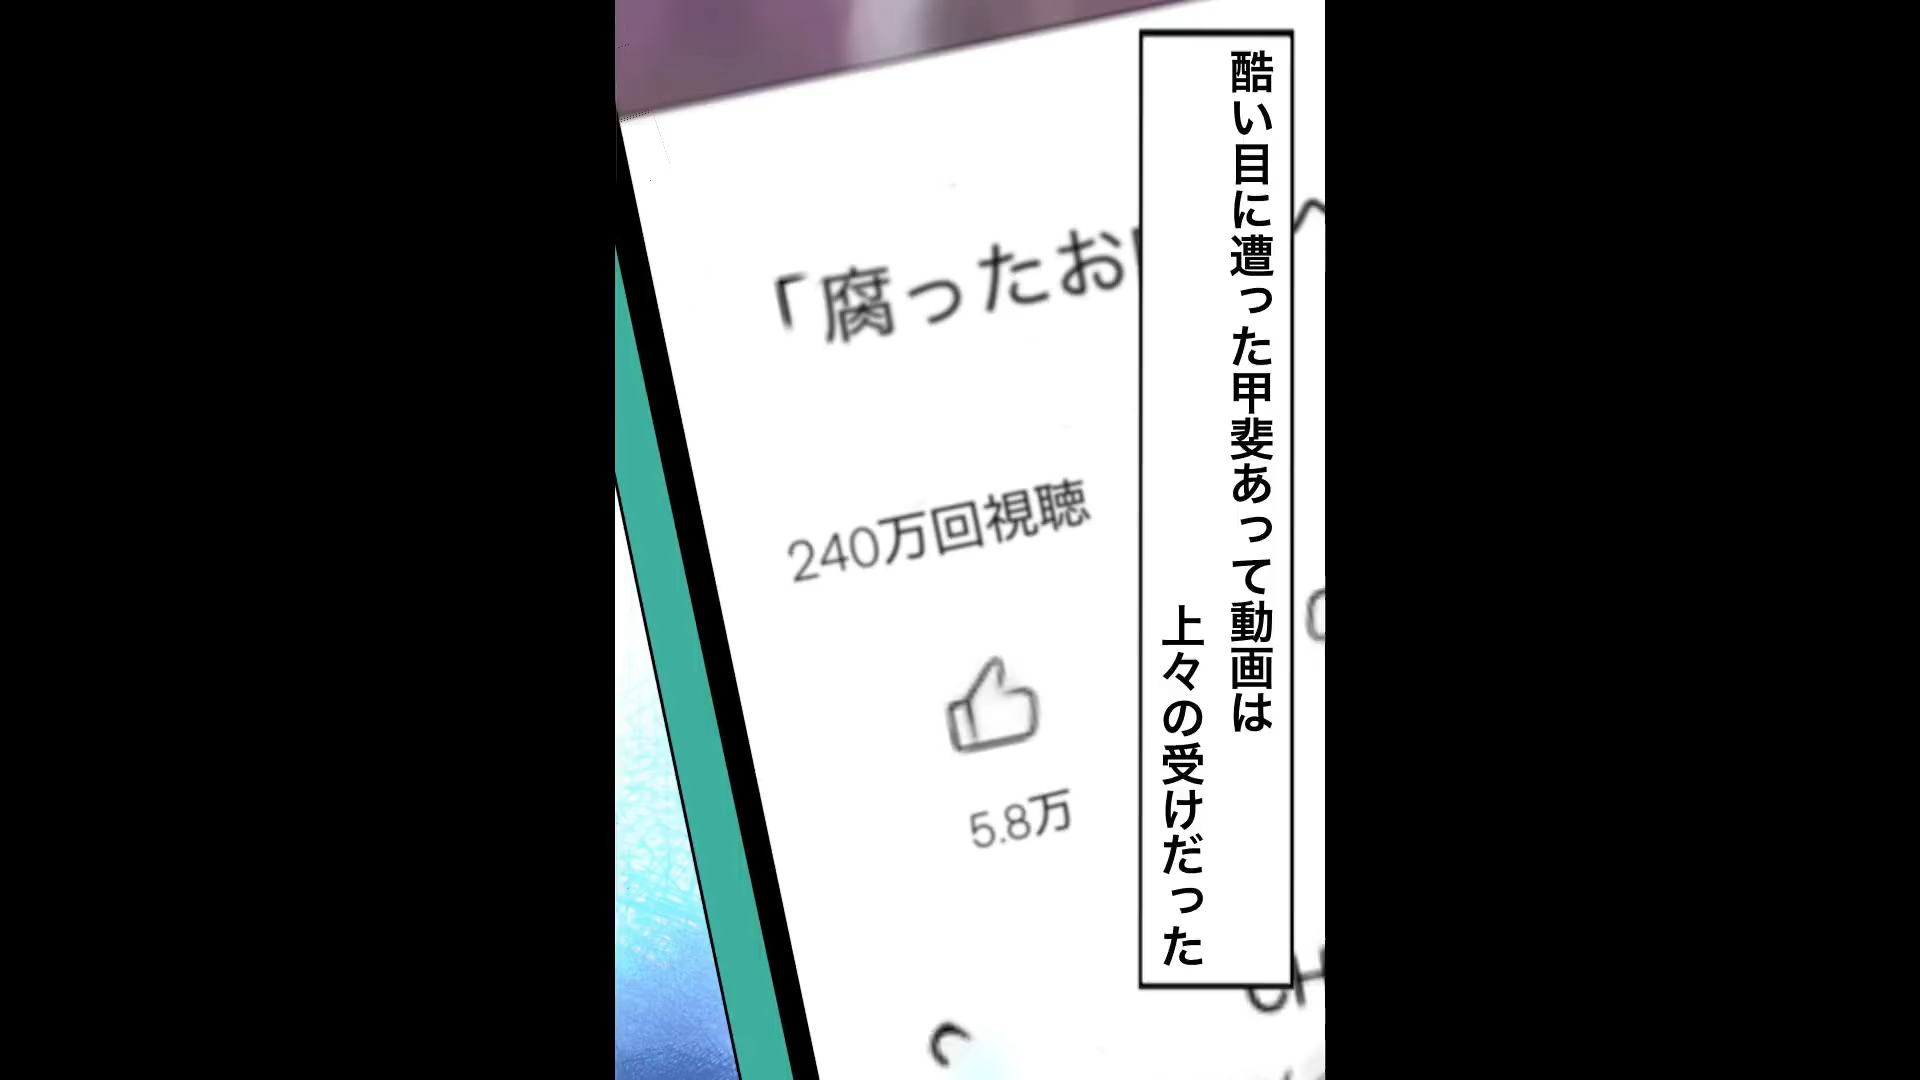 酷い目に遭った甲斐あって動画は
上々の受けだった
「腐ったお
240万回視聴
5.8万